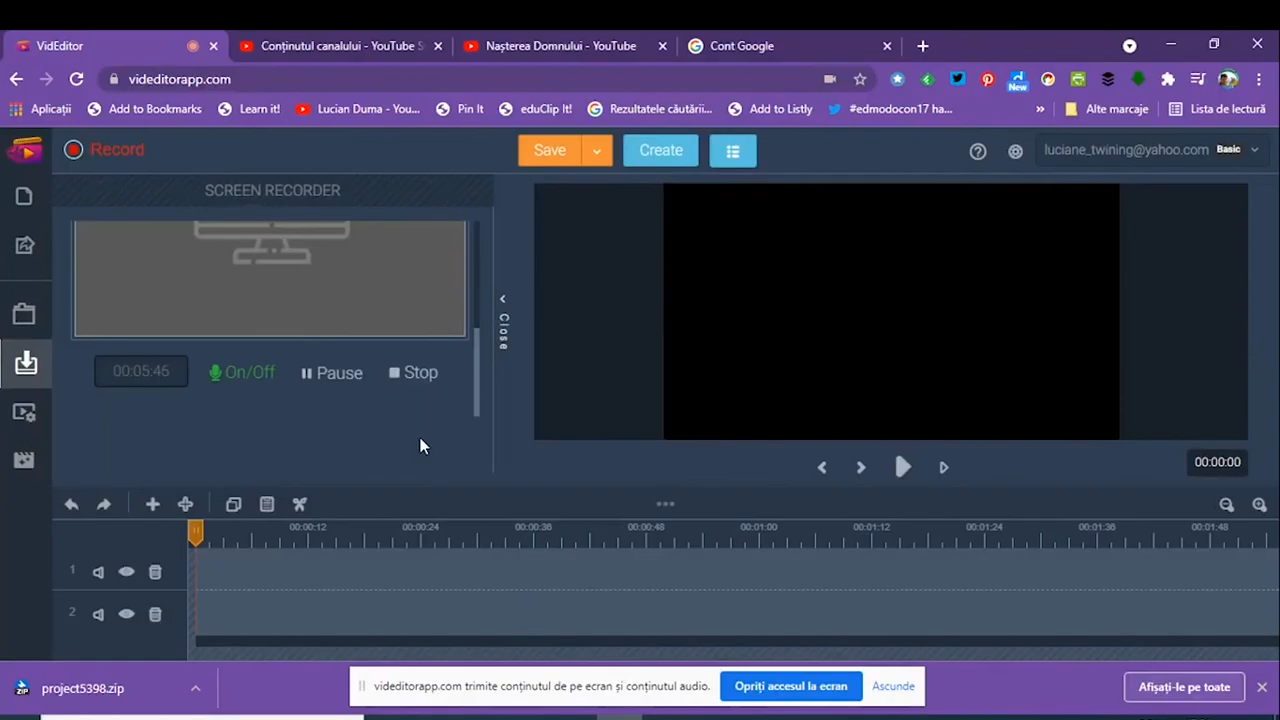 VidEditor
Conținutul canalului - YouTube S
Nașterea Domnului - YouTube
Cont Google
videditorapp.com
New
Aplicații
Add to Bookmarks
Learn it!
Lucian Duma - You...
Pin It
eduClip It!
Rezultatele căutării...
Add to Listly
#edmodocon17 ha...
»
Alte marcaje
Lista de lectură
Record
Save
Create
luciane_twining@yahoo.com
Basic
SCREEN RECORDER
Close
00:05:45
On/Off
Pause
Stop
00:00:00
00:00:12
00:00:24
00:00:36
00:00:48
00:01:00
00:01:12
00:01:24
00:01:36
00:01:48
1
2
ZIP
project5398.zip
videditorapp.com trimite conținutul de pe ecran și conținutul audio.
Opriți accesul la ecran
Ascunde
Afișați-le pe toate